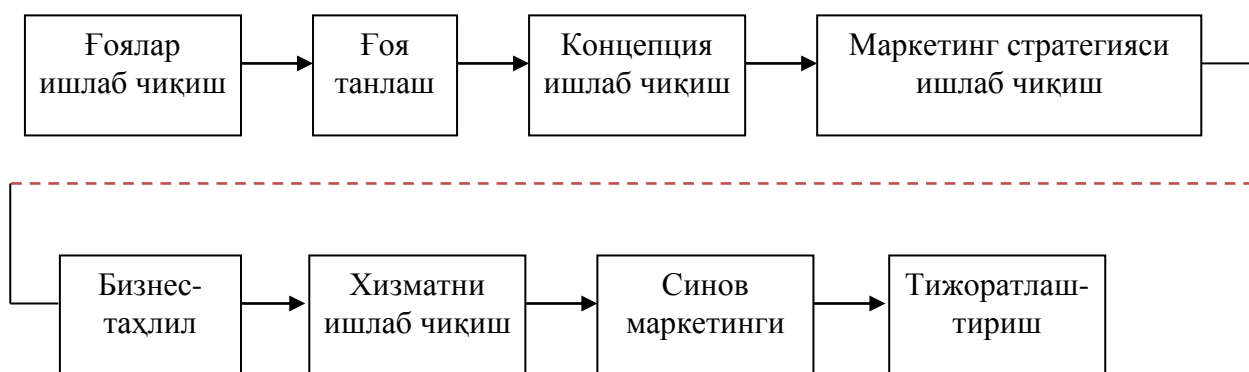 Ғоялар
ишлаб чиқиш
Ғоя
танлаш
Концепция
ишлаб чиқиш
Маркетинг стратегияси
ишлаб чиқиш
Бизнес-
таҳлил
Хизматни
ишлаб чиқиш
Синов
маркетинги
Тижоратлаш-
тириш